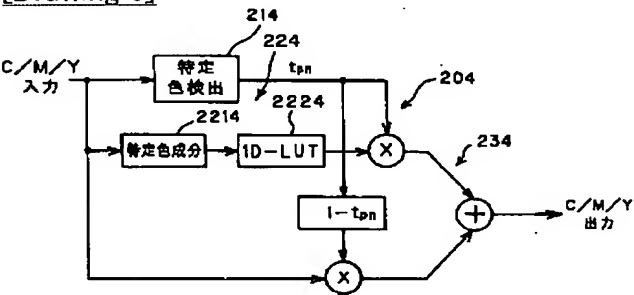 214
224
C/M/Y
入力
特定
色検出
tpn
204
2214
2224
特定色成分
1D-LUT
×
234
1-tpn
+
C/M/Y
出力
×